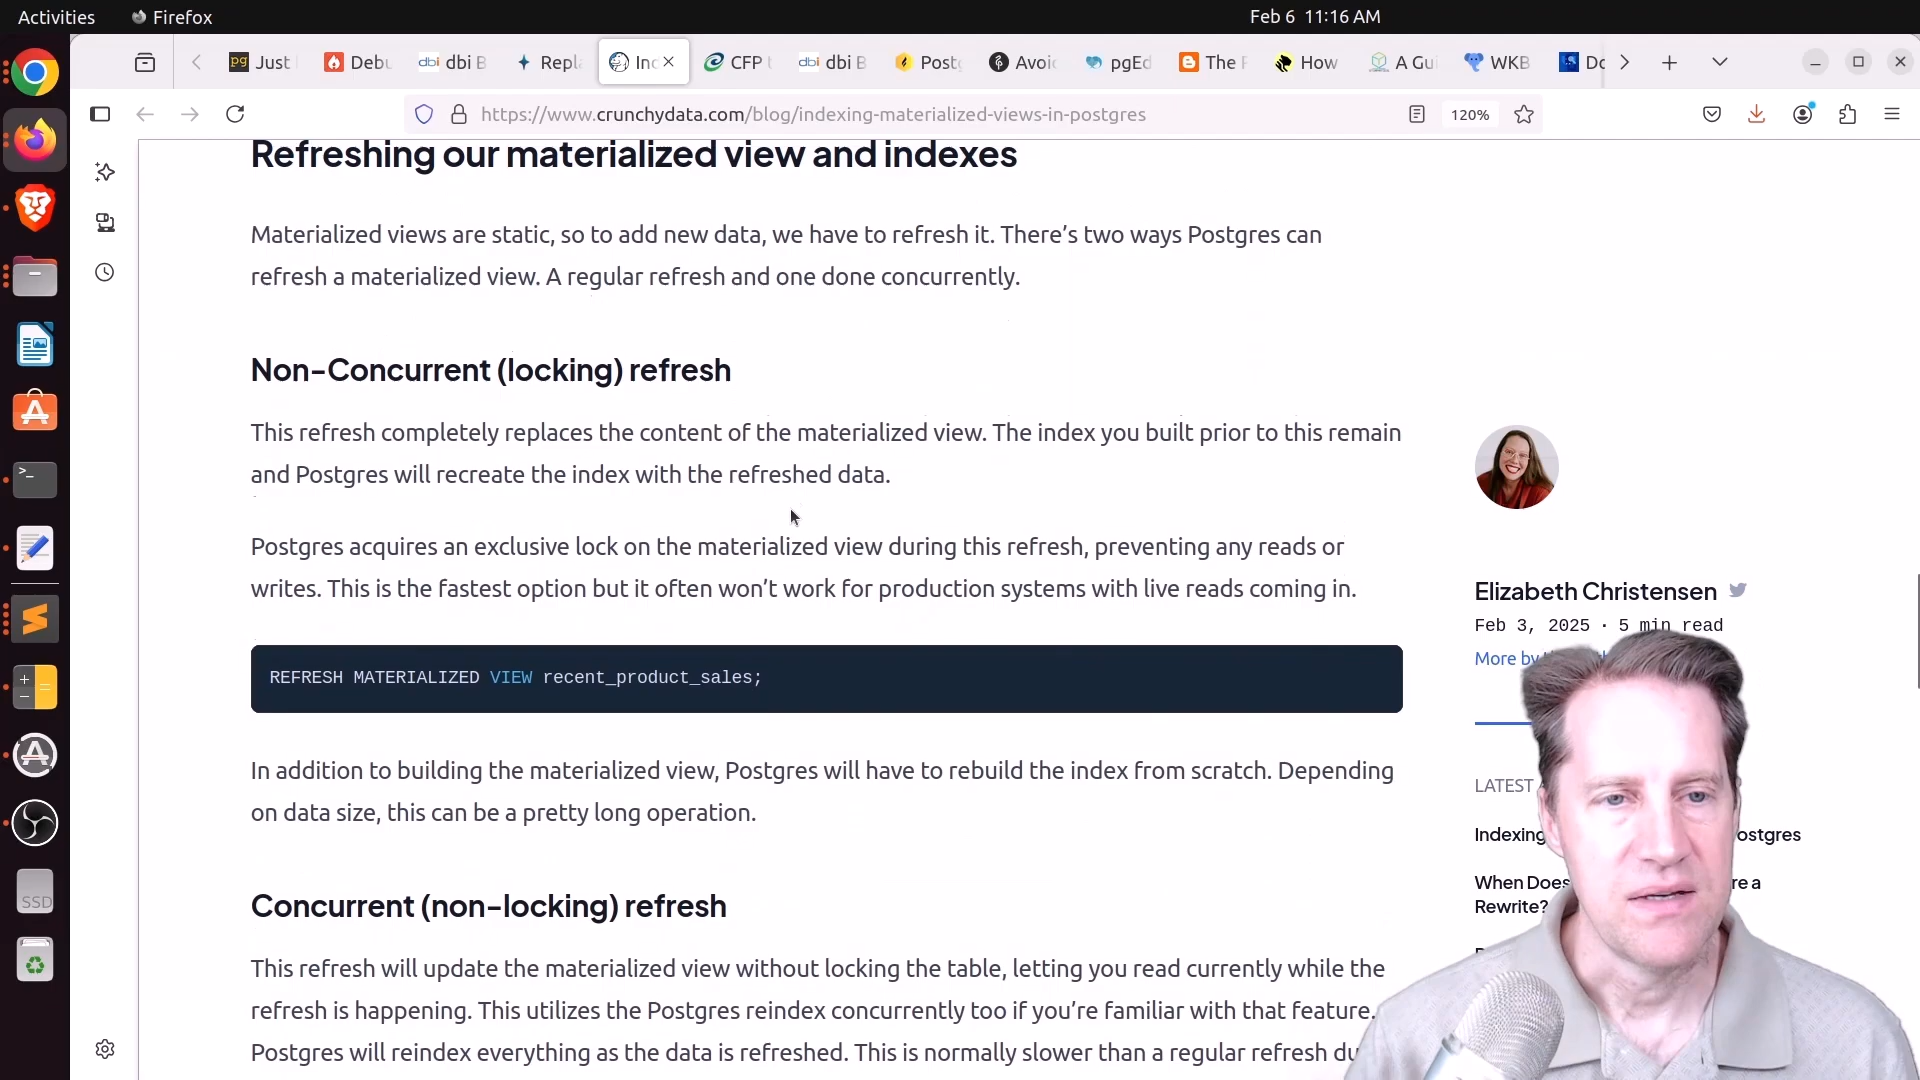 Activities
Firefox
Feb 6 11:16 AM
Just
Debu
dbi B
Repl
Ind
CFP
dbi B
Postg
Avoi
pgEd
The
How
A Gui
WKB
Do
https://www.crunchydata.com/blog/indexing-materialized-views-in-postgres
120%
Refreshing our materialized view and indexes
Materialized views are static, so to add new data, we have to refresh it. There’s two ways Postgres can
refresh a materialized view. A regular refresh and one done concurrently.
Non-Concurrent (locking) refresh
This refresh completely replaces the content of the materialized view. The index you built prior to this remain
and Postgres will recreate the index with the refreshed data.
Postgres acquires an exclusive lock on the materialized view during this refresh, preventing any reads or
writes. This is the fastest option but it often won’t work for production systems with live reads coming in.
REFRESH MATERIALIZED VIEW recent_product_sales;
In addition to building the materialized view, Postgres will have to rebuild the index from scratch. Depending
on data size, this can be a pretty long operation.
Concurrent (non-locking) refresh
This refresh will update the materialized view without locking the table, letting you read currently while the
refresh is happening. This utilizes the Postgres reindex concurrently too if you’re familiar with that feature.
Postgres will reindex everything as the data is refreshed. This is normally slower than a regular refresh du
Elizabeth Christensen
Feb 3, 2025 · 5 min read
More by
LATEST
Indexing ostgres
When Does re a
Rewrite?
SSD